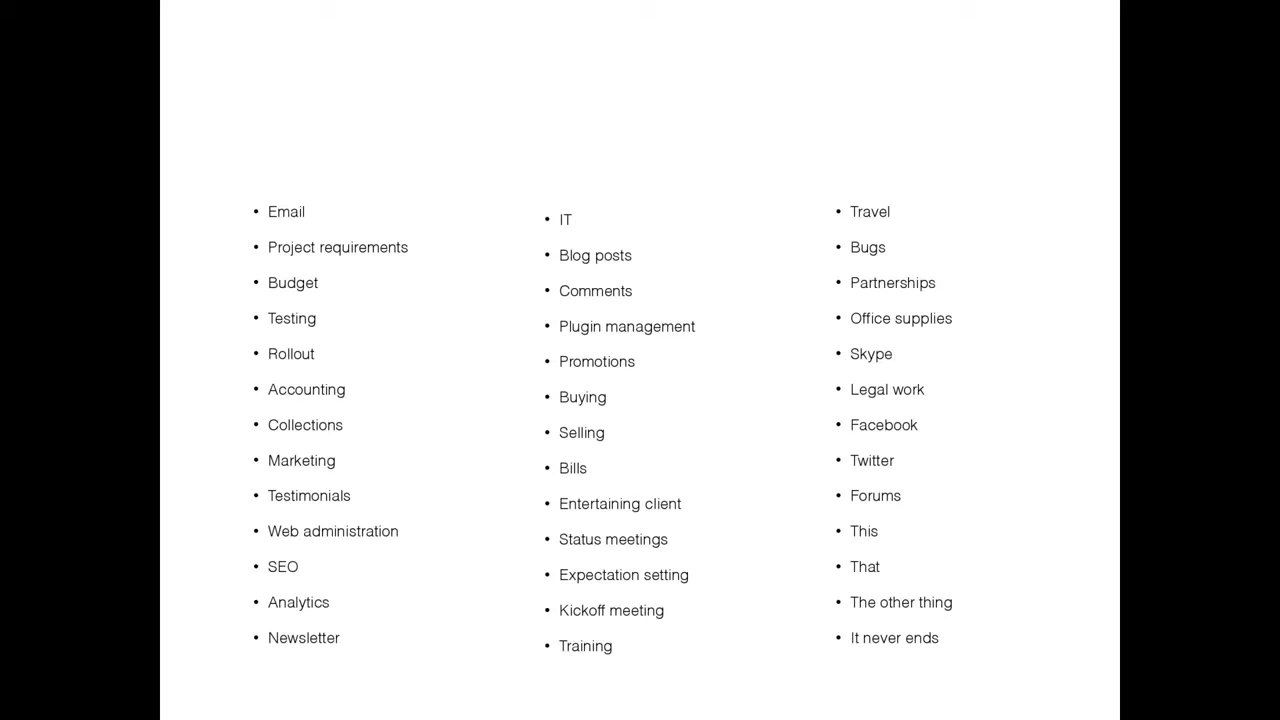 • Email
• Project requirements
• Budget
• Testing
• Rollout
• Accounting
• Collections
• Marketing
• Testimonials
• Web administration
• SEO
• Analytics
• Newsletter
• IT
• Blog posts
• Comments
• Plugin management
• Promotions
• Buying
• Selling
• Bills
• Entertaining client
• Status meetings
• Expectation setting
• Kickoff meeting
• Training
• Travel
• Bugs
• Partnerships
• Office supplies
• Skype
• Legal work
• Facebook
• Twitter
• Forums
• This
• That
• The other thing
• It never ends